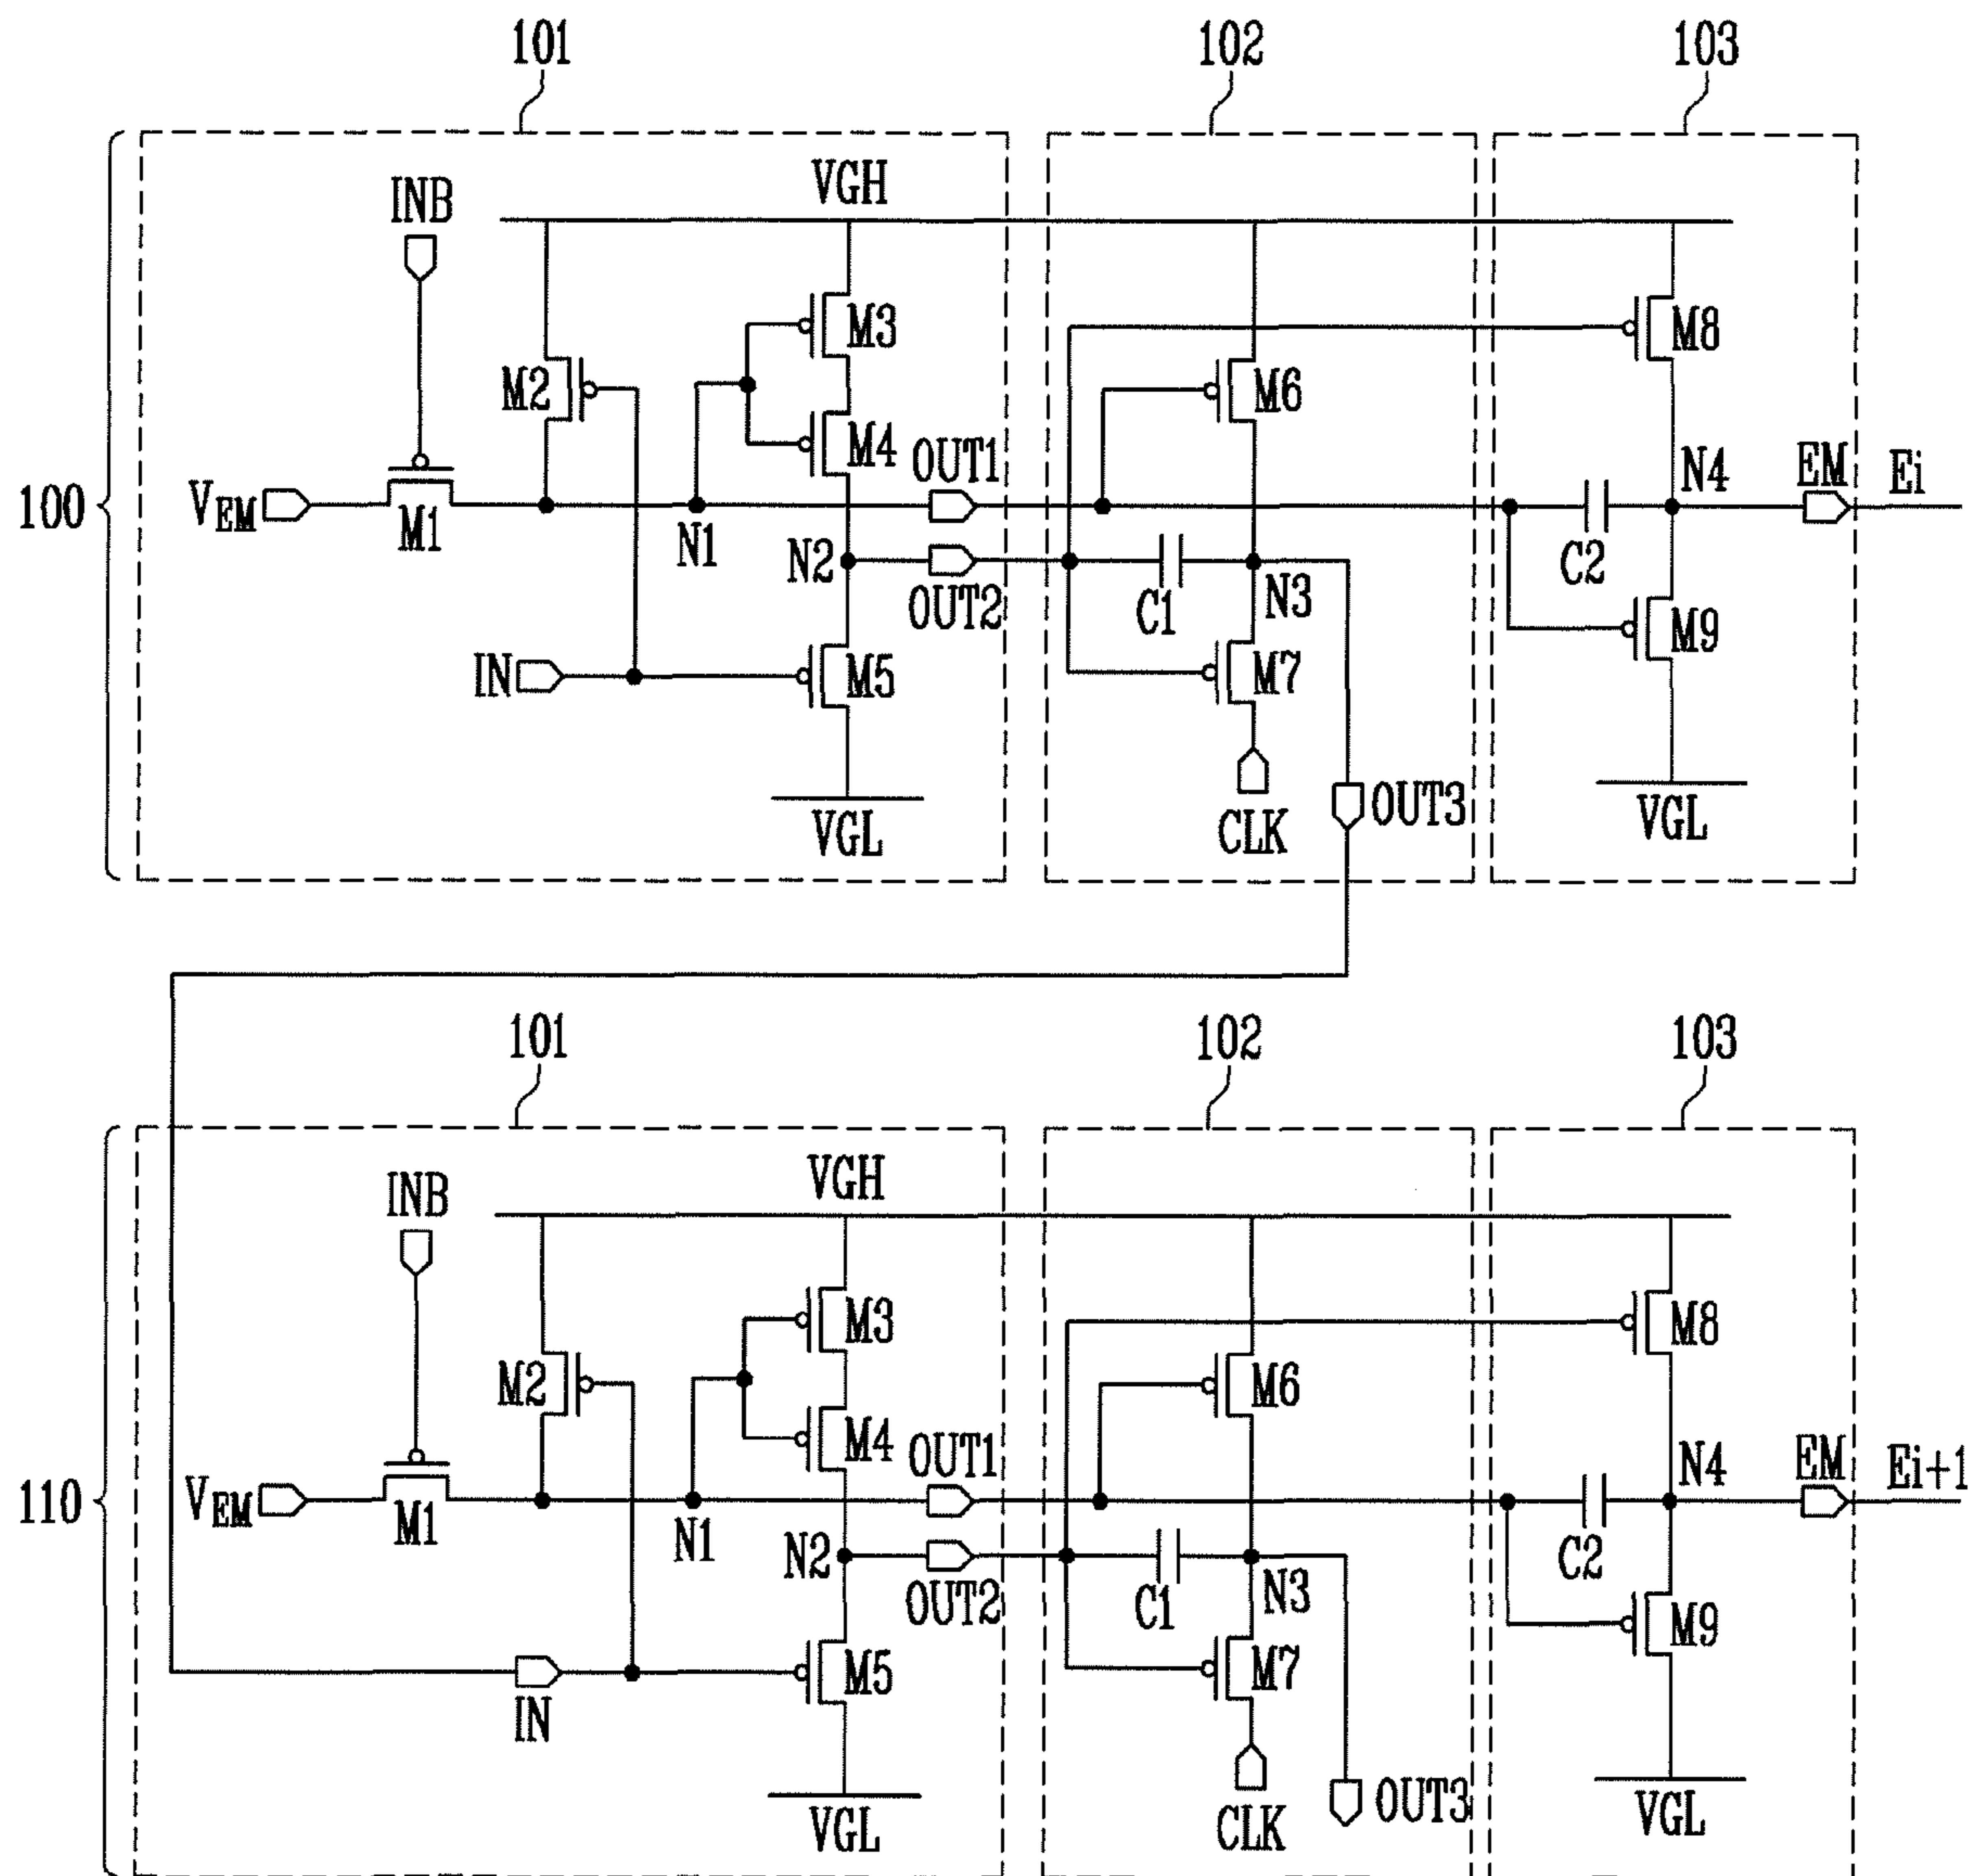 101
102
103
100
INB
VGH
M3
M8
M2
M6
M4
OUT1
VEM
M1
N1
N4
EM
Ei
N2
OUT2
C1
N3
C2
M9
IN
M5
M7
CLK
OUT3
VGL
VGL
101
102
103
110
INB
VGH
M3
M8
M2
M6
M4
OUT1
VEM
M1
N1
N4
EM
Ei+1
N2
OUT2
C1
N3
C2
M9
IN
M5
M7
CLK
OUT3
VGL
VGL